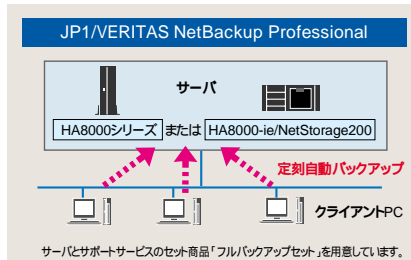 JP1/VERITAS NetBackup Professional
サーバ
HA8000シリーズ または HA8000-ie/NetStorage200
定刻自動バックアップ
クライアントPC
サーバとサポートサービスのセット商品「フルバックアップセット」を用意しています。